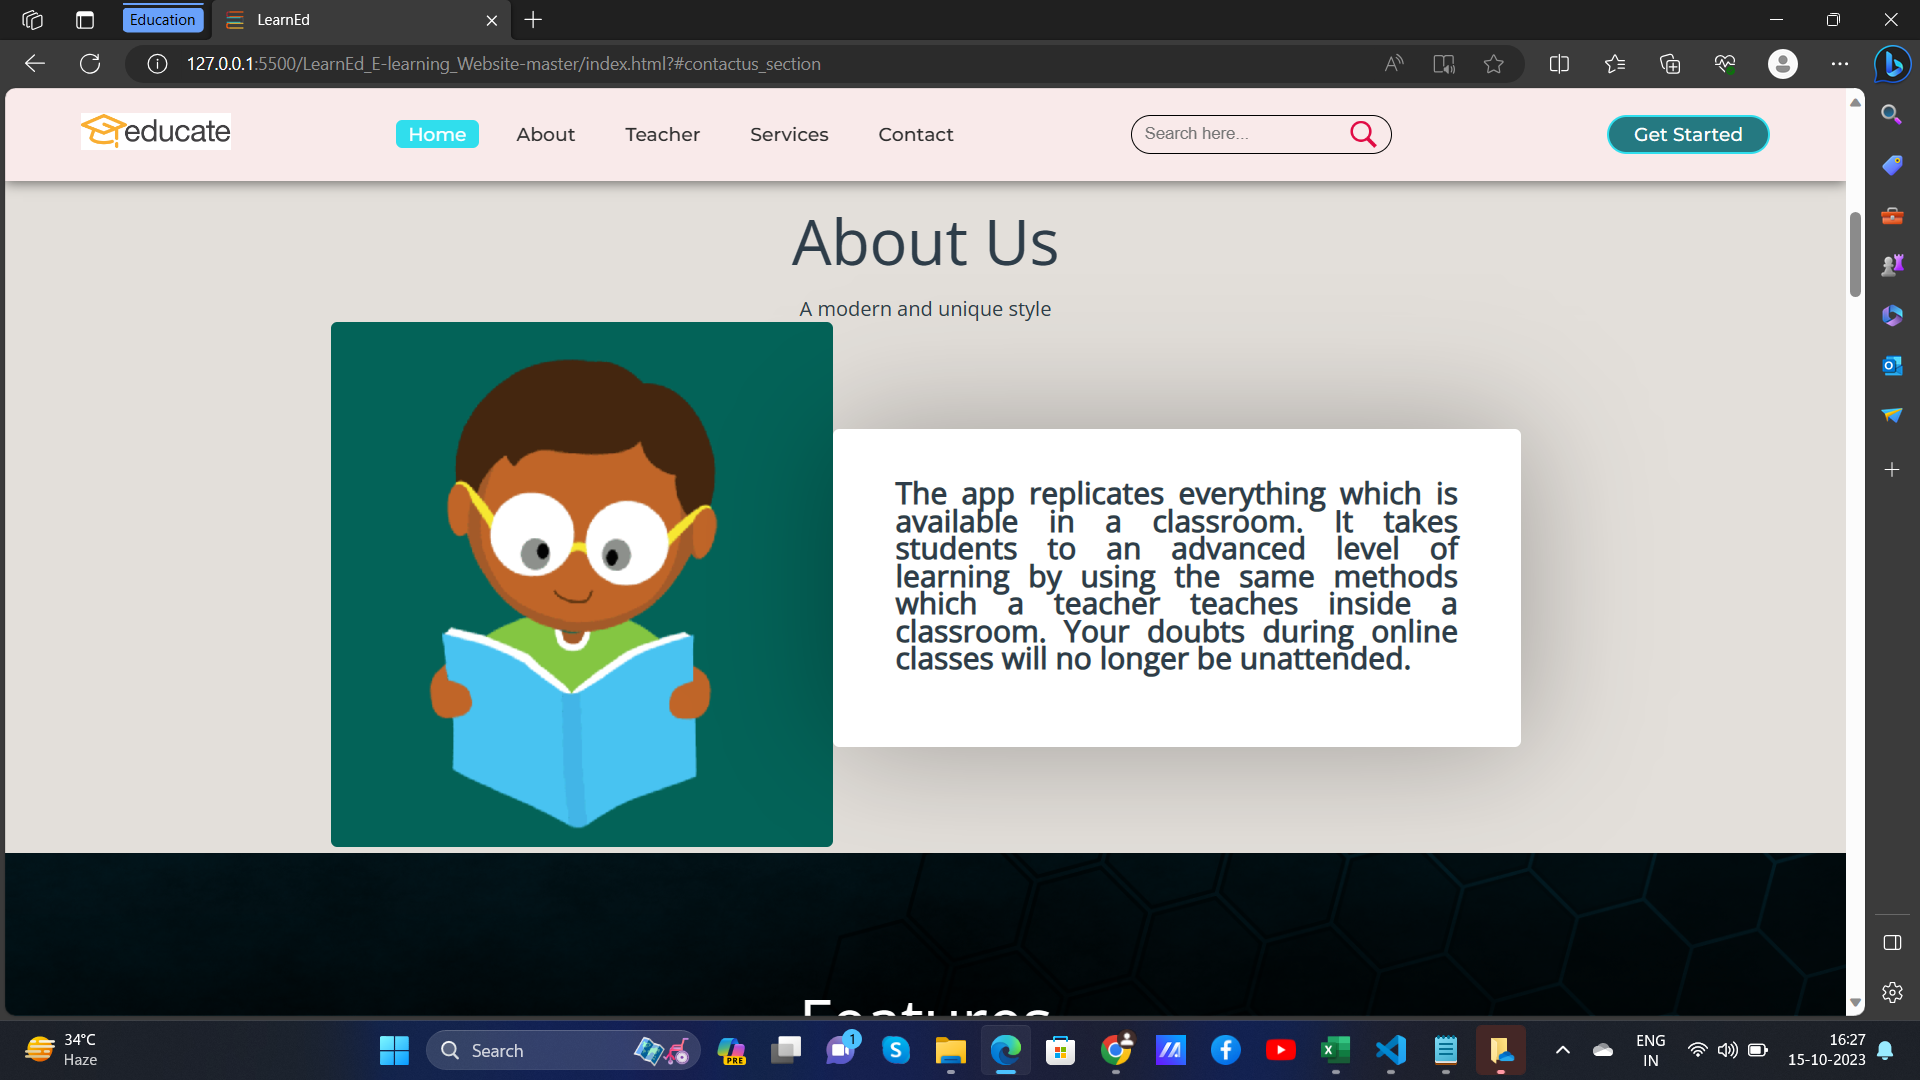 Education
LearnEd
127.0.0.1:5500/LearnEd_E-learning_Website-master/index.html?#contactus_section
educate
Home
About
Teacher
Services
Contact
Search here...
Get Started
About Us
A modern and unique style
The app replicates everything which is
available in a classroom. It takes
students to an advanced level of
learning by using the same methods
which a teacher teaches inside a
classroom. Your doubts during online
classes will no longer be unattended.
Features
34°C
Haze
Search
PRE
1
ENG
IN
16:27
15-10-2023